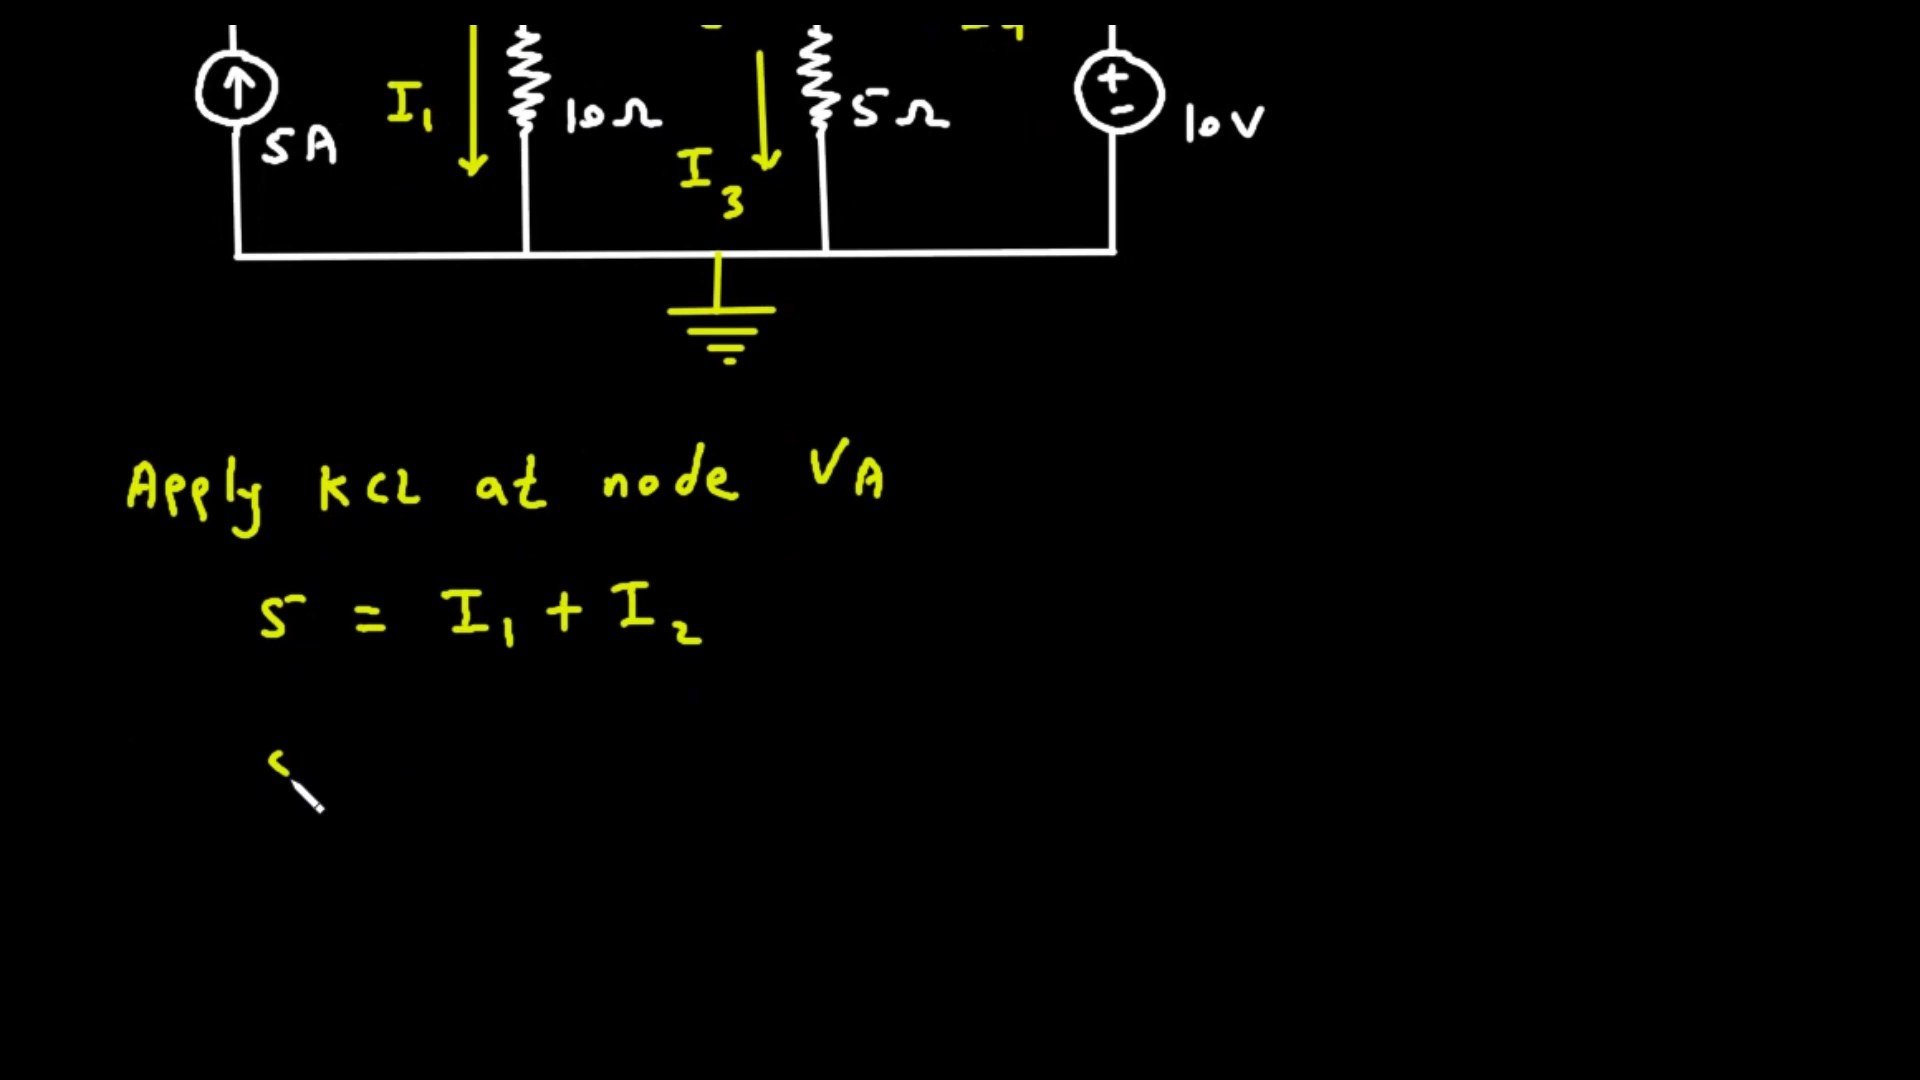 5A I₁ 10Ω I₃ 5Ω + - 10V
Apply KCL at node VA
5 = I₁ + I₂